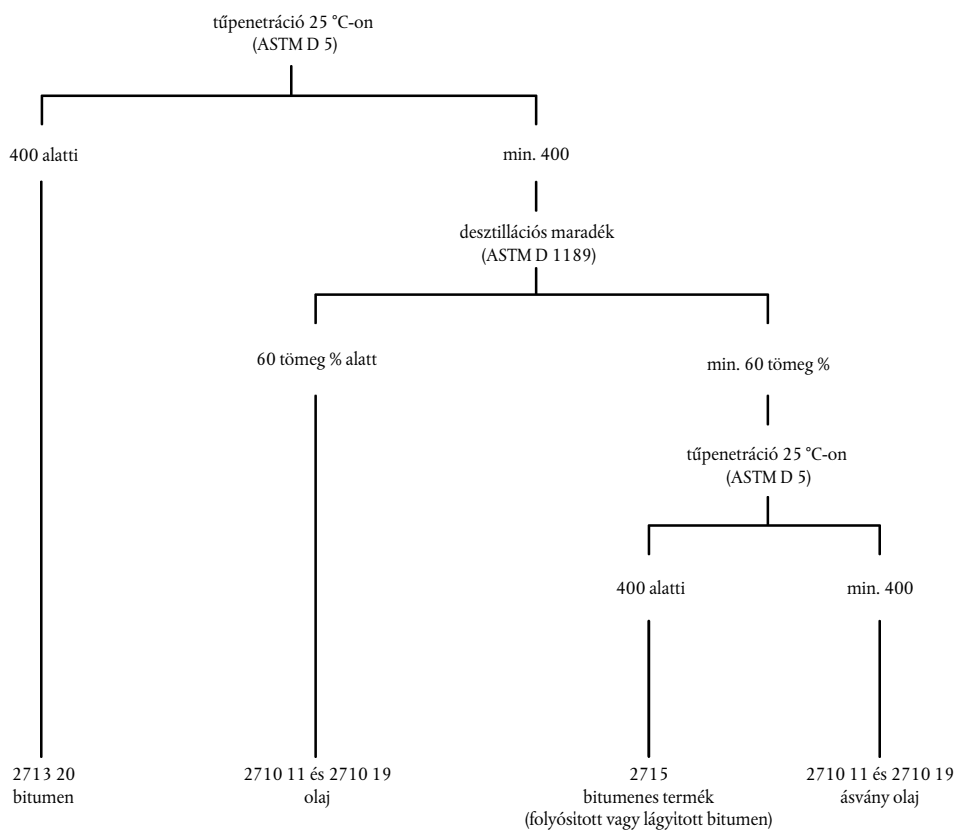 tűpenetráció 25 °C-on
(ASTM D 5)
400 alatti
min. 400
desztillációs maradék
(ASTM D 1189)
60 tömeg % alatt
min. 60 tömeg %
tűpenetráció 25 °C-on
(ASTM D 5)
400 alatti
min. 400
2713 20
bitumen
2710 11 és 2710 19
olaj
2715
bitumenes termék
(folyósitott vagy lágyitott bitumen)
2710 11 és 2710 19
ásvány olaj